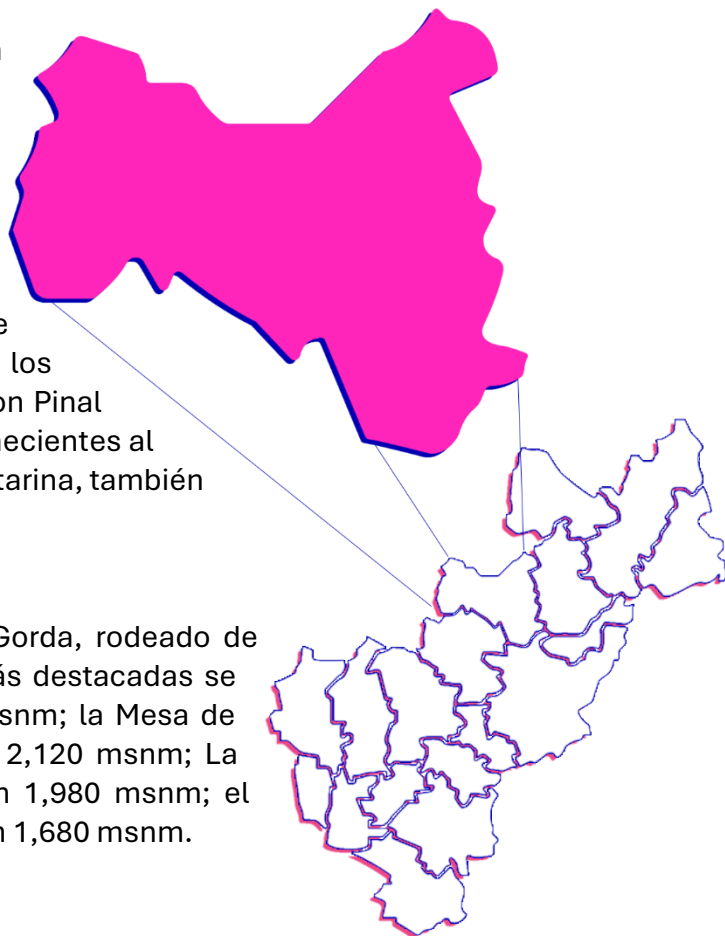 e
los
on Pinal
necientes al
tarina, también
Gorda, rodeado de
ás destacadas se
snm; la Mesa de
2,120 msnm; La
n 1,980 msnm; el
n 1,680 msnm.